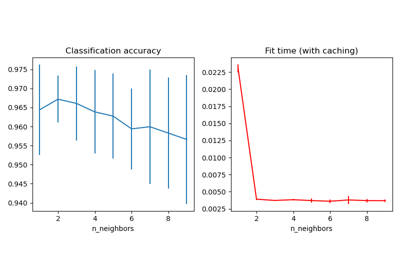 Classification accuracy
0.975
0.970
0.965
0.960
0.955
0.950
0.945
0.940
2 4 6 8
n_neighbors
Fit time (with caching)
0.0225
0.0200
0.0175
0.0150
0.0125
0.0100
0.0075
0.0050
0.0025
2 4 6 8
n_neighbors